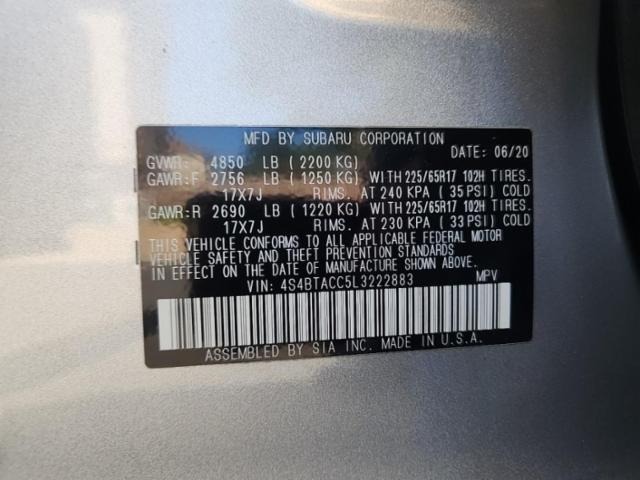 MFD BY SUBARU CORPORATION
DATE: 06/20
GVWR: 4850 LB (2200 KG)
GAWR:F 2756 LB (1250 KG) WITH 225/65R17 102H TIRES.
17X7J RIMS. AT 240 KPA (35 PSI) COLD
GAWR:R 2690 LB (1220 KG) WITH 225/65R17 102H TIRES.
17X7J RIMS. AT 230 KPA (33 PSI) COLD
THIS VEHICLE CONFORMS TO ALL APPLICABLE FEDERAL MOTOR
VEHICLE SAFETY AND THEFT PREVENTION STANDARDS
IN EFFECT ON THE DATE OF MANUFACTURE SHOWN ABOVE.
VIN: 4S4BTACC5L3222883 MPV
ASSEMBLED BY SIA INC. MADE IN U.S.A.